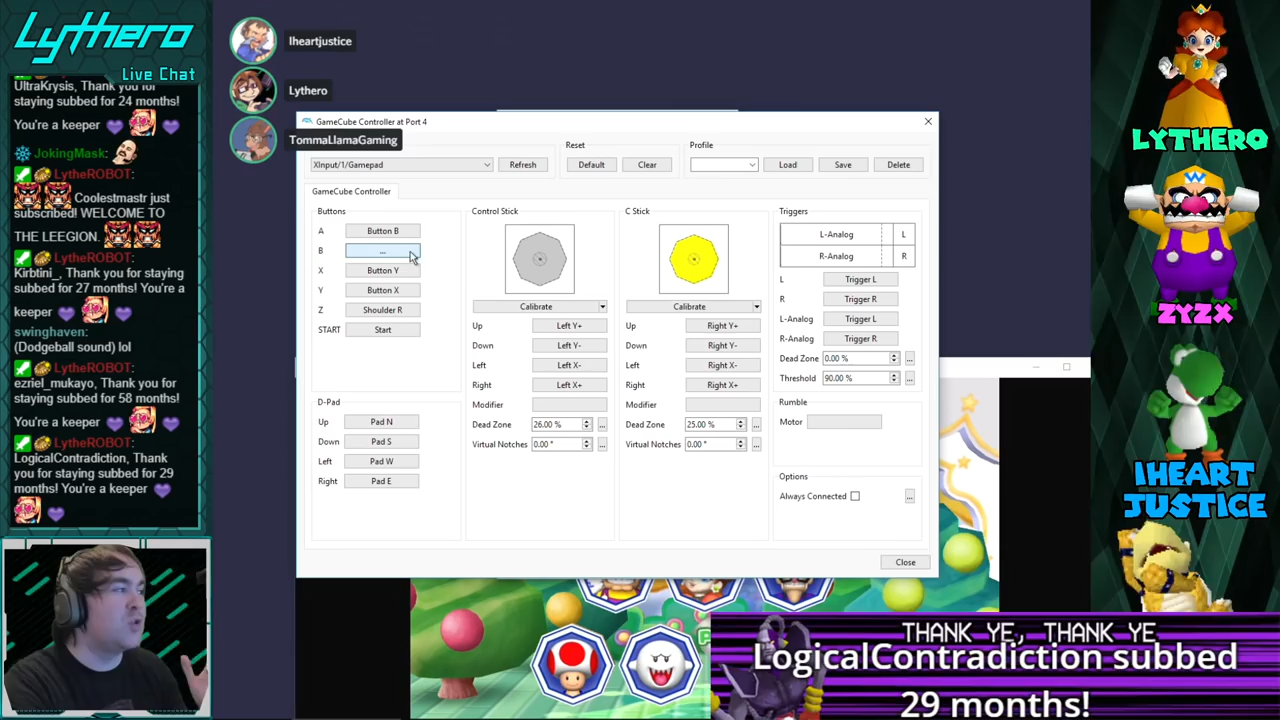 Lythero
Live Chat
UltraKrysis, Thank you for
staying subbed for 24 months!
You're a keeper
JokingMask:
LytheROBOT:
Coolestmastr just
subscribed! WELCOME TO
THE LEEGION.
LytheROBOT:
Kirbtini_, Thank you for
staying subbed for 27 months!
You're a
keeper
swinghaven:
(Dodgeball sound) lol
LytheROBOT:
ezriel_mukayo, Thank you for
staying subbed for 58 months!
You're a keeper
LytheROBOT:
LogicalContradiction, Thank
you for staying subbed for 29
months! You're a keeper
Iheartjustice
Lythero
TommaLlamaGaming
GameCube Controller at Port 4
Reset
Profile
XInput/1/Gamepad
Refresh
Default
Clear
Load
Save
Delete
GameCube Controller
Buttons
A Button B
B ...
X Button Y
Y Button X
Z Shoulder R
START Start
D-Pad
Up Pad N
Down Pad S
Left Pad W
Right Pad E
Control Stick
Calibrate
Up Left Y+
Down Left Y-
Left Left X-
Right Left X+
Modifier
Dead Zone 26.00 % ...
Virtual Notches 0.00 ° ...
C Stick
Calibrate
Up Right Y+
Down Right Y-
Left Right X-
Right Right X+
Modifier
Dead Zone 25.00 % ...
Virtual Notches 0.00 ° ...
Triggers
L-Analog L
R-Analog R
L Trigger L
R Trigger R
L-Analog Trigger L
R-Analog Trigger R
Dead Zone 0.00 % ...
Threshold 90.00 % ...
Rumble
Motor
Options
Always Connected ...
Close
LYTHERO
ZYZX
IHEART
JUSTICE
THANK YE, THANK YE
LogicalContradiction subbed
29 months!